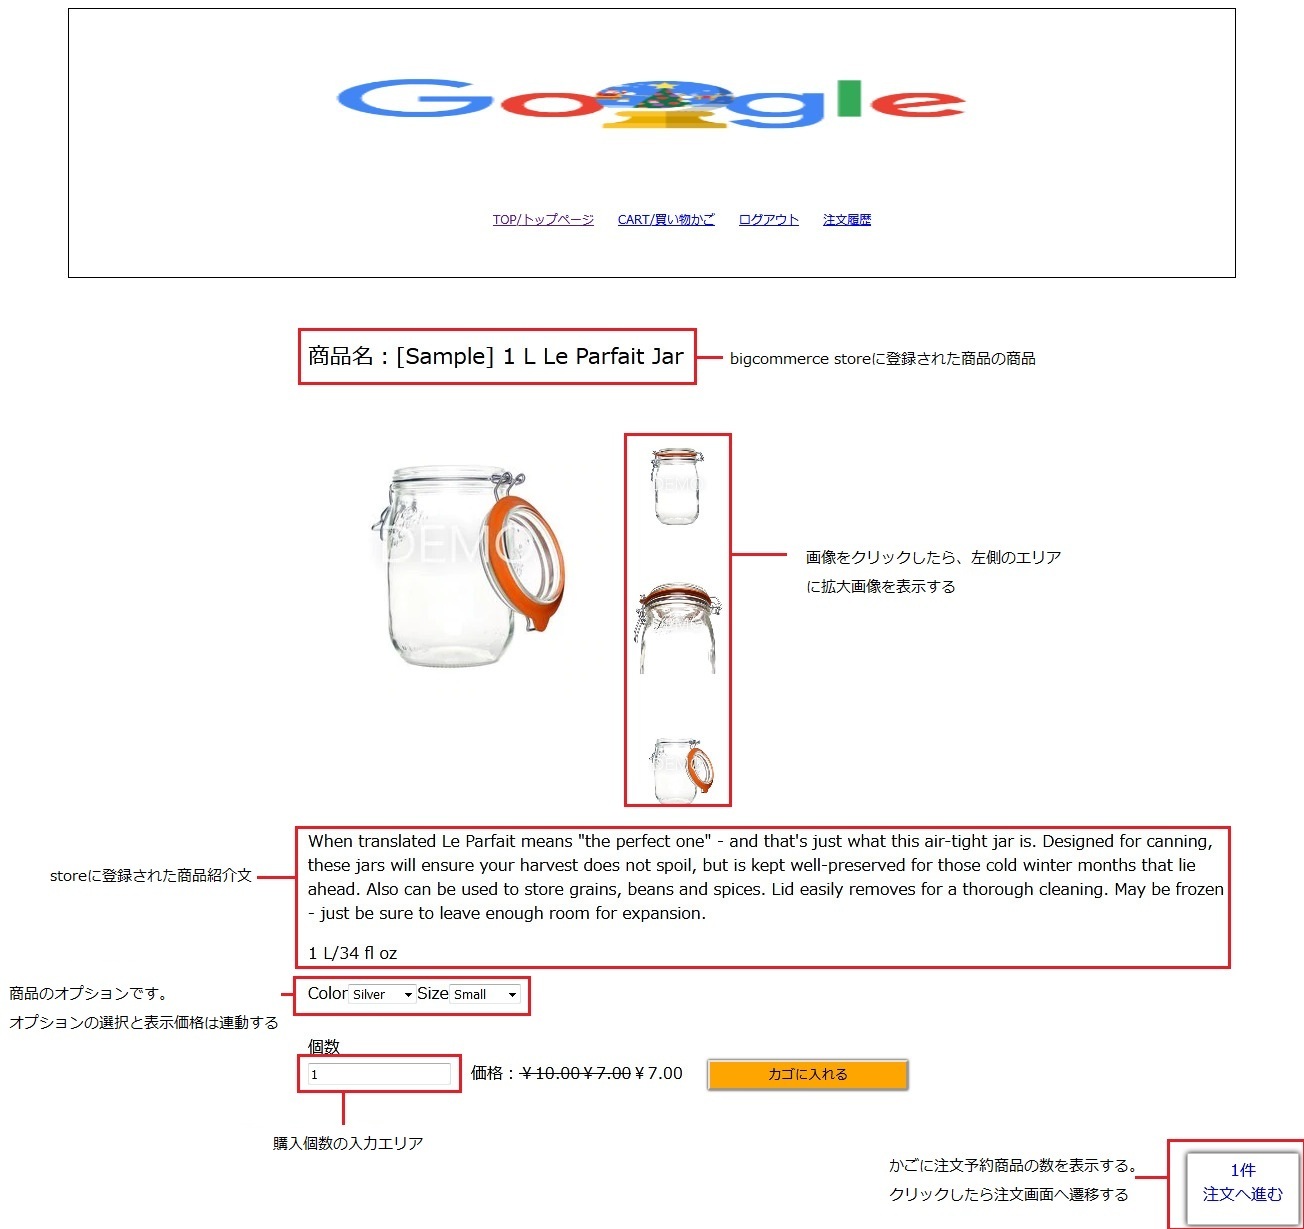 Google
TOP/トップページ CART/買い物かご ログアウト 注文履歴
商品名：[Sample] 1 L Le Parfait Jar
bigcommerce storeに登録された商品の商品
DEMO
DEMO
DEMO
画像をクリックしたら、左側のエリア
に拡大画像を表示する
When translated Le Parfait means "the perfect one" - and that's just what this air-tight jar is. Designed for canning,
these jars will ensure your harvest does not spoil, but is kept well-preserved for those cold winter months that lie
ahead. Also can be used to store grains, beans and spices. Lid easily removes for a thorough cleaning. May be frozen
- just be sure to leave enough room for expansion.
1 L/34 fl oz
storeに登録された商品紹介文
商品のオプションです。
オプションの選択と表示価格は連動する
Color Silver Size Small
個数
1
価格：￥10.00￥7.00￥7.00
カゴに入れる
購入個数の入力エリア
かごに注文予約商品の数を表示する。
クリックしたら注文画面へ遷移する
1件
注文へ進む